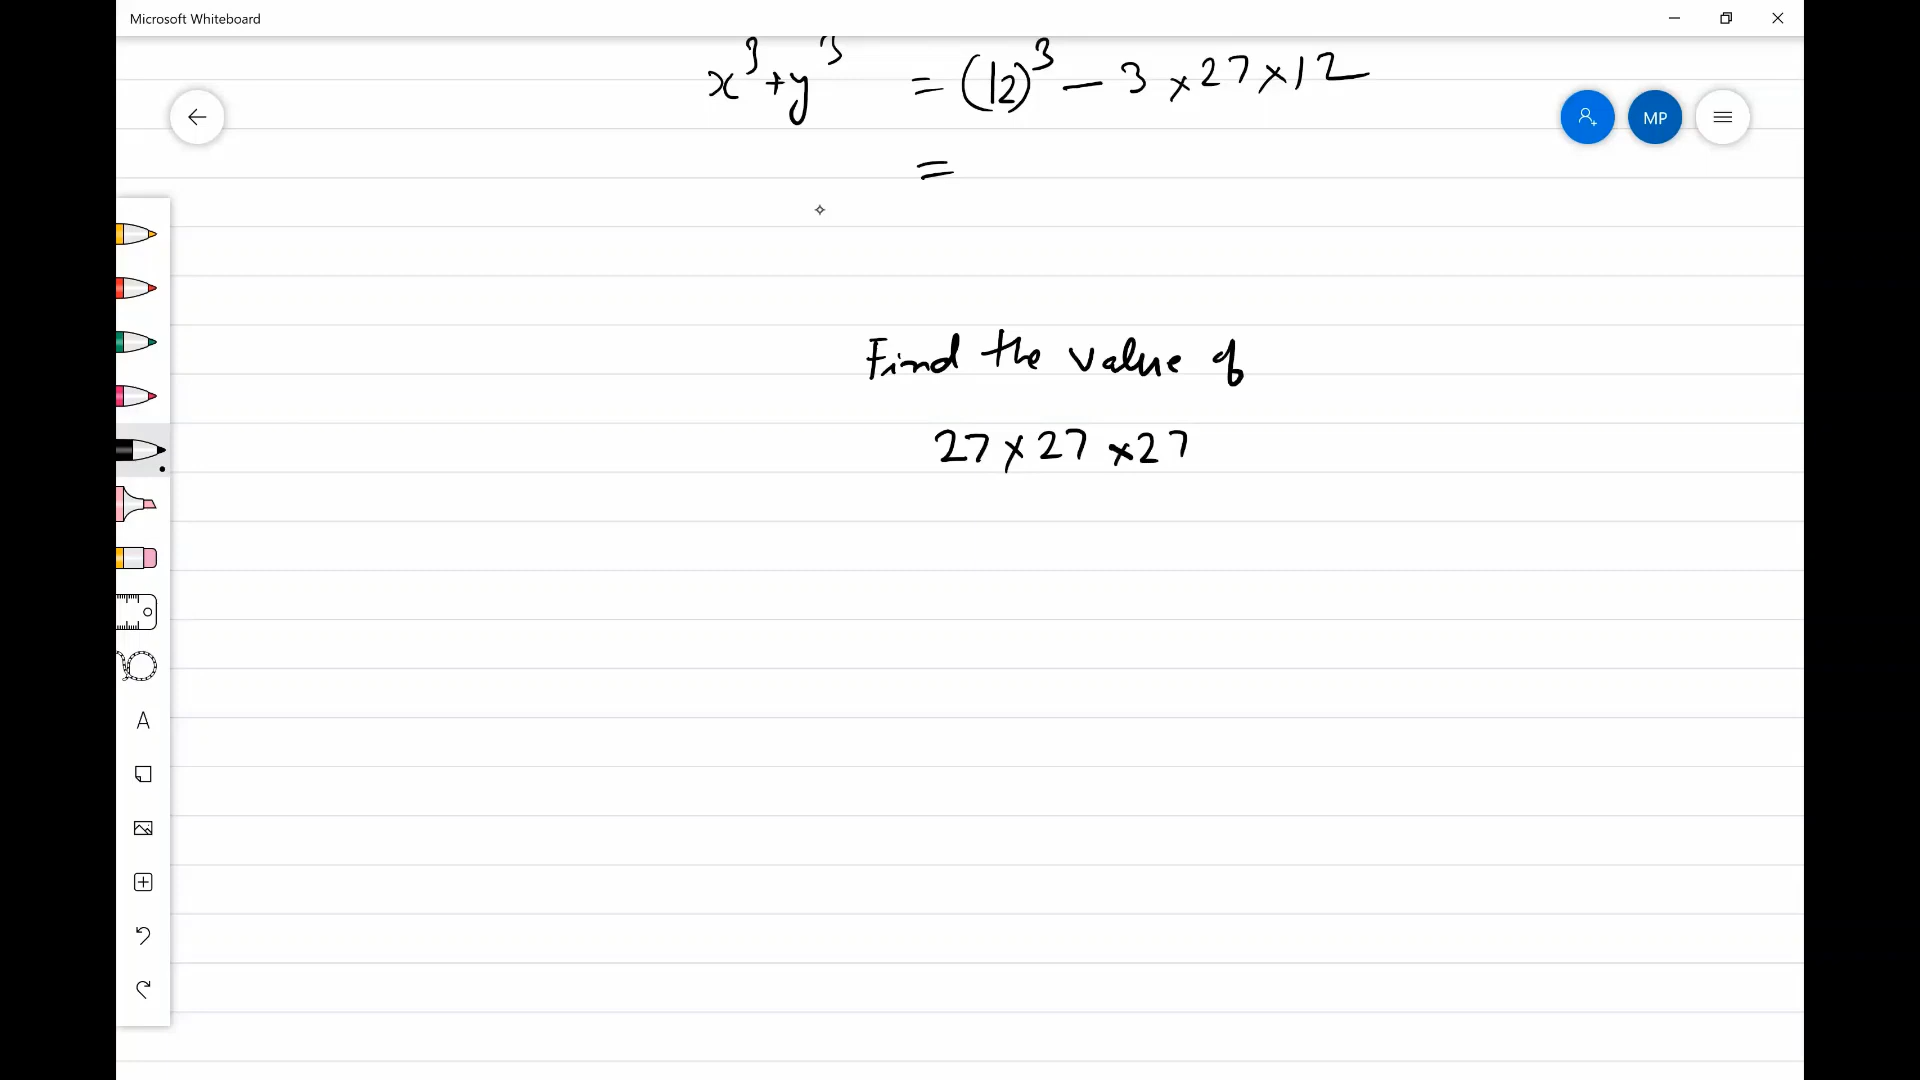 Microsoft Whiteboard
x³+y³ = (12)³ - 3 × 27 × 12
=
MP
Find the value of
27 × 27 × 27
A